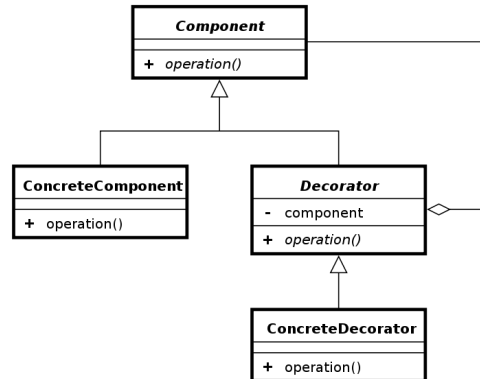 Component
+ operation()
ConcreteComponent
+ operation()
Decorator
- component
+ operation()
ConcreteDecorator
+ operation()